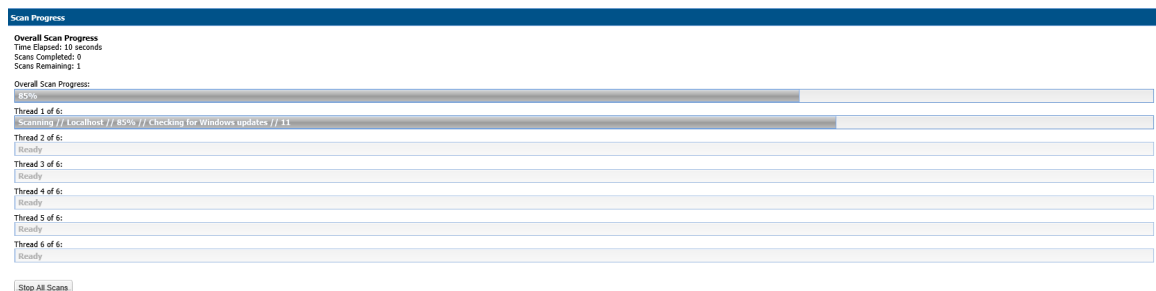 Scan Progress
Overall Scan Progress
Time Elapsed: 10 seconds
Scans Completed: 0
Scans Remaining: 1
Overall Scan Progress:
85%
Thread 1 of 6:
Scanning // Localhost // 85% // Checking for Windows updates // 11
Thread 2 of 6:
Ready
Thread 3 of 6:
Ready
Thread 4 of 6:
Ready
Thread 5 of 6:
Ready
Thread 6 of 6:
Ready
Stop All Scans